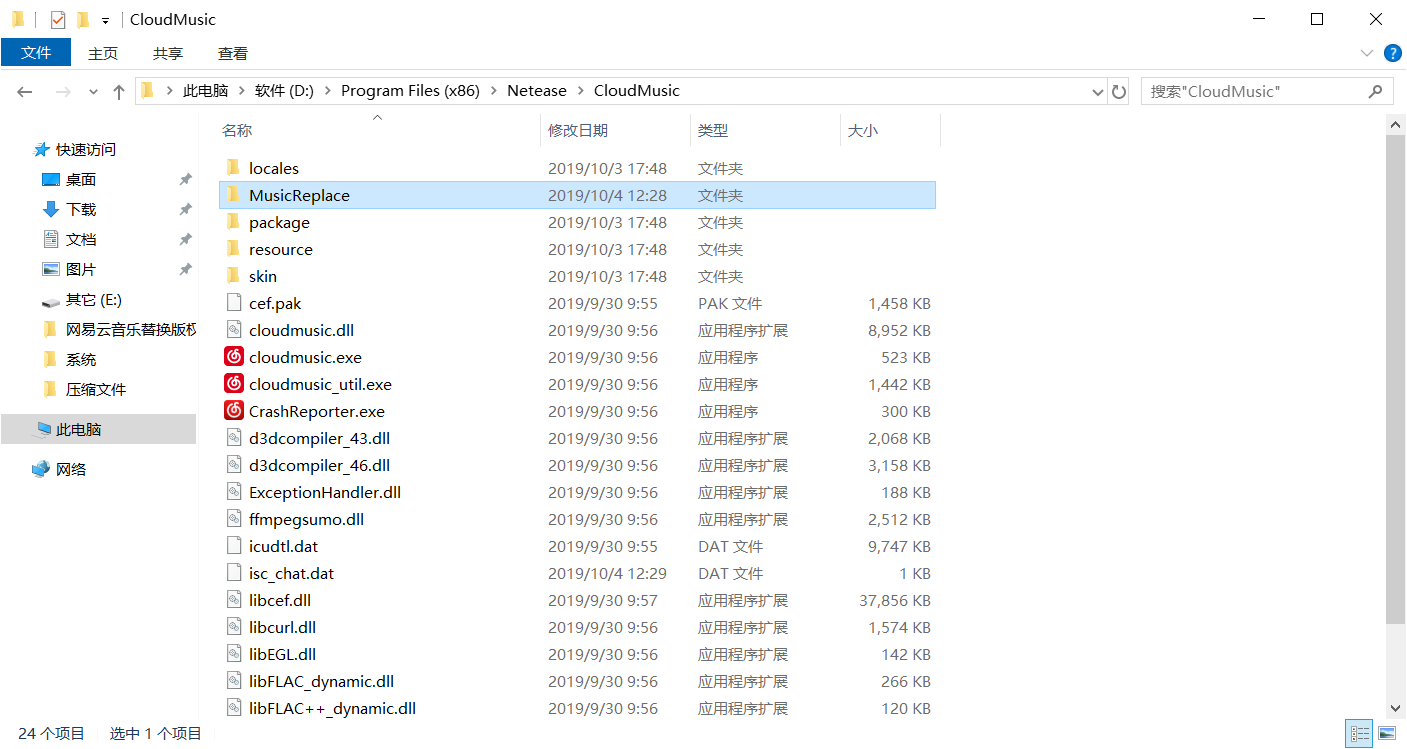 CloudMusic
文件 主页 共享 查看
此电脑 软件 (D:) Program Files (x86) Netease CloudMusic 搜索"CloudMusic"
名称 修改日期 类型 大小
快速访问
桌面
下载
文档
图片
其它 (E:)
网易云音乐替换版权
系统
压缩文件
此电脑
网络
locales 2019/10/3 17:48 文件夹
MusicReplace 2019/10/4 12:28 文件夹
package 2019/10/3 17:48 文件夹
resource 2019/10/3 17:48 文件夹
skin 2019/10/3 17:48 文件夹
cef.pak 2019/9/30 9:55 PAK 文件 1,458 KB
cloudmusic.dll 2019/9/30 9:56 应用程序扩展 8,952 KB
cloudmusic.exe 2019/9/30 9:56 应用程序 523 KB
cloudmusic_util.exe 2019/9/30 9:56 应用程序 1,442 KB
CrashReporter.exe 2019/9/30 9:56 应用程序 300 KB
d3dcompiler_43.dll 2019/9/30 9:56 应用程序扩展 2,068 KB
d3dcompiler_46.dll 2019/9/30 9:56 应用程序扩展 3,158 KB
ExceptionHandler.dll 2019/9/30 9:56 应用程序扩展 188 KB
ffmpegsumo.dll 2019/9/30 9:56 应用程序扩展 2,512 KB
icudtl.dat 2019/9/30 9:55 DAT 文件 9,747 KB
isc_chat.dat 2019/10/4 12:29 DAT 文件 1 KB
libcef.dll 2019/9/30 9:57 应用程序扩展 37,856 KB
libcurl.dll 2019/9/30 9:56 应用程序扩展 1,574 KB
libEGL.dll 2019/9/30 9:56 应用程序扩展 142 KB
libFLAC_dynamic.dll 2019/9/30 9:56 应用程序扩展 266 KB
libFLAC++_dynamic.dll 2019/9/30 9:56 应用程序扩展 120 KB
24 个项目 选中 1 个项目